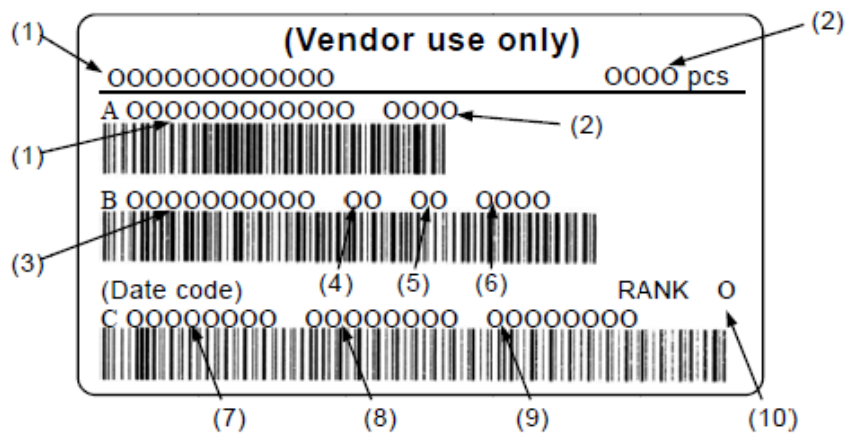 (1) (Vendor use only) (2)
OOOOOOOOOOOO OOOO pcs
A OOOOOOOOOOOO OOOO
(1) (2)
B OOOOOOOOOO OO OO OOOO
(3) (4) (5) (6)
(Date code) RANK O
C OOOOOOOO OOOOOOOO OOOOOOOO
(7) (8) (9) (10)